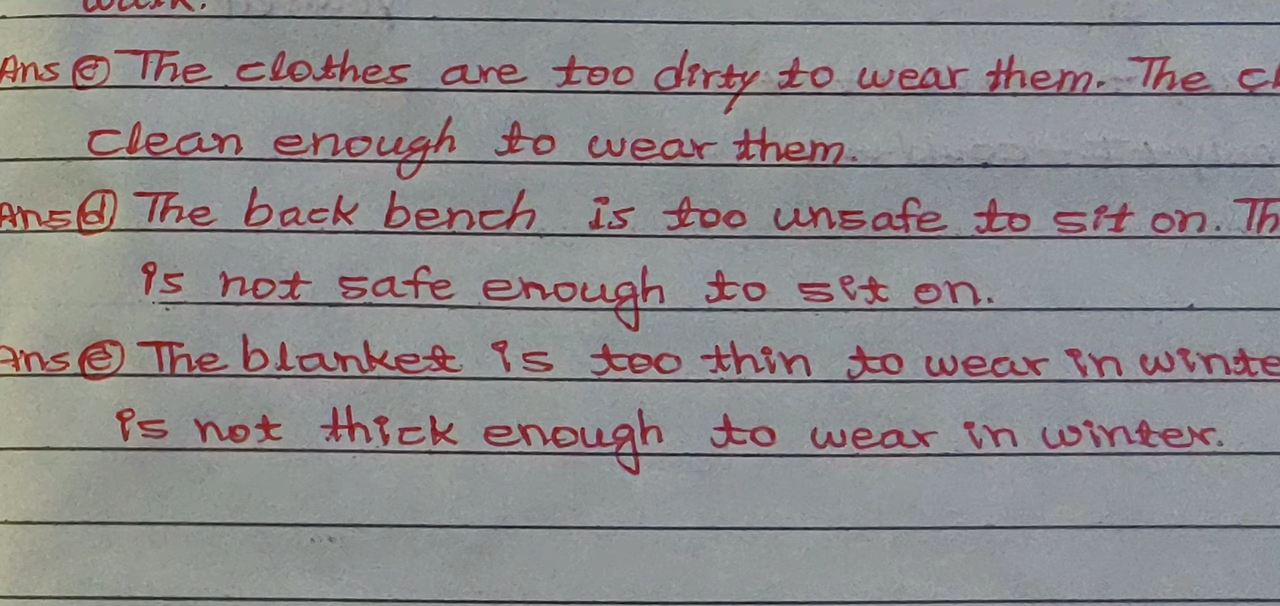 Ans (c) The clothes are too dirty to wear them. The
clean enough to wear them.
Ans (d) The back bench is too unsafe to sit on.
is not safe enough to sit on.
Ans (e) The blanket is too thin to wear in
is not thick enough to wear in winter.